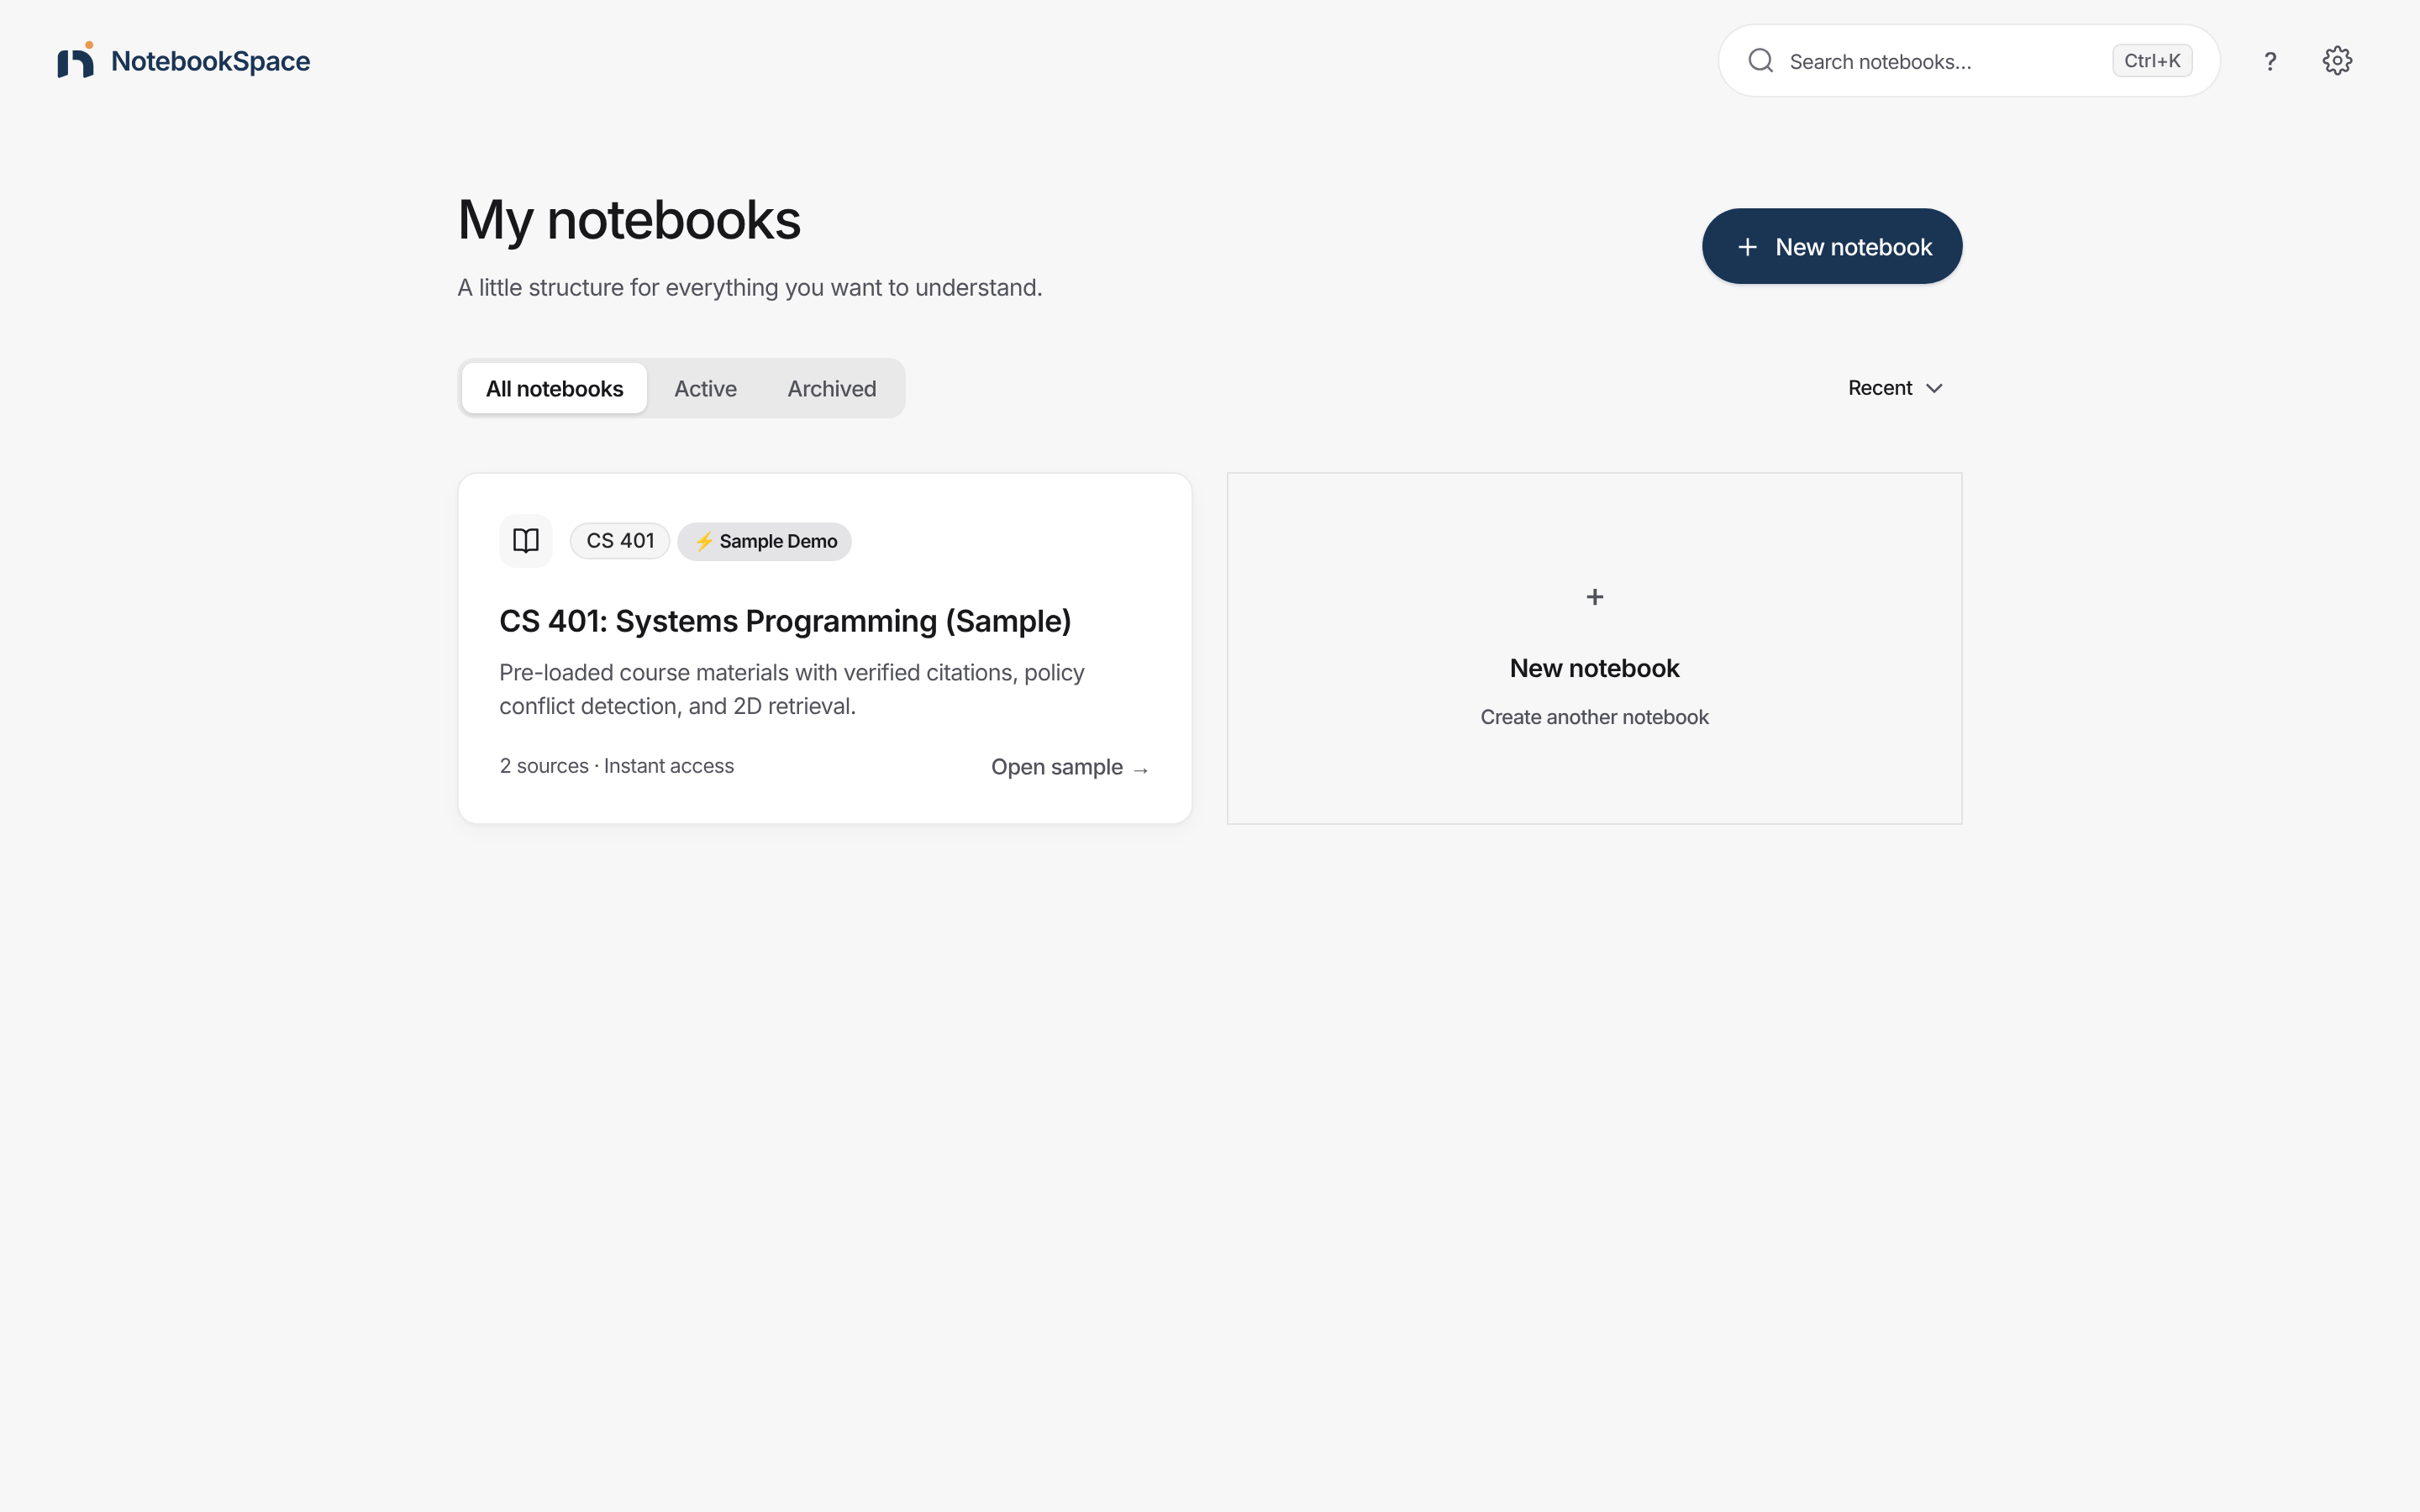 NotebookSpace
Search notebooks...
Ctrl+K
?
My notebooks
A little structure for everything you want to understand.
+ New notebook
All notebooks
Active
Archived
Recent
CS 401
⚡ Sample Demo
CS 401: Systems Programming (Sample)
Pre-loaded course materials with verified citations, policy
conflict detection, and 2D retrieval.
2 sources · Instant access
Open sample →
+
New notebook
Create another notebook